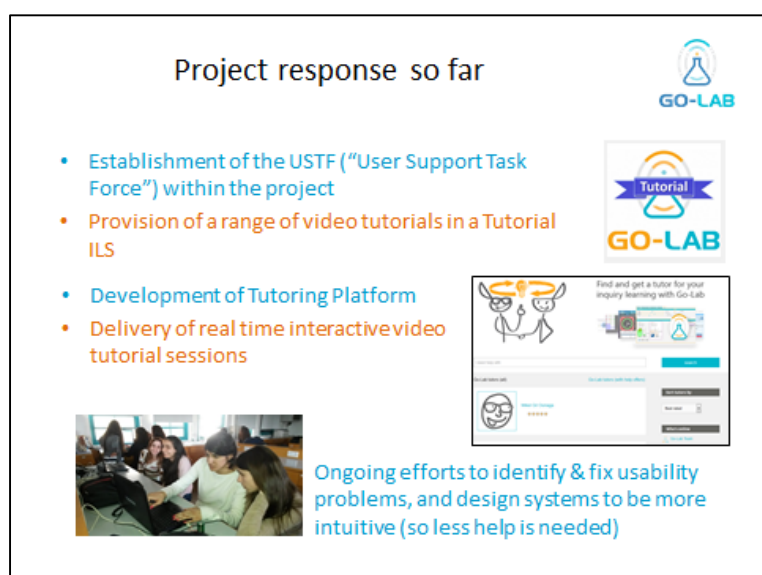 Project response so far
GO-LAB
• Establishment of the USTF ("User Support Task
Force") within the project
• Provision of a range of video tutorials in a Tutorial
ILS
Tutorial
GO-LAB
• Development of Tutoring Platform
• Delivery of real time interactive video
tutorial sessions
Find and get a tutor for your
inquiry learning with Go-Lab
Ongoing efforts to identify & fix usability
problems, and design systems to be more
intuitive (so less help is needed)